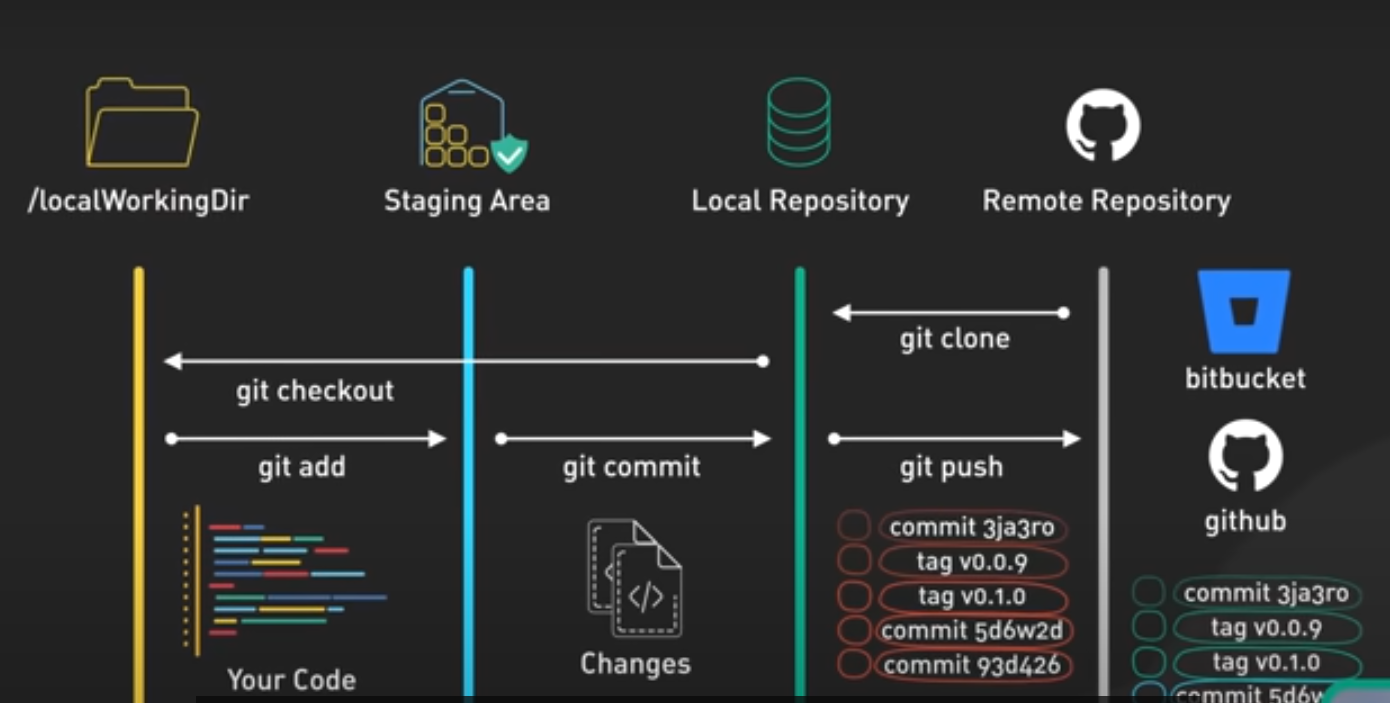 /localWorkingDir
Staging Area
Local Repository
Remote Repository
git clone
bitbucket
git checkout
git add
git commit
git push
github
Your Code
</>
Changes
commit 3ja3ro
tag v0.0.9
tag v0.1.0
commit 5d6w2d
commit 93d426
commit 3ja3ro
tag v0.0.9
tag v0.1.0
commit 5d6w